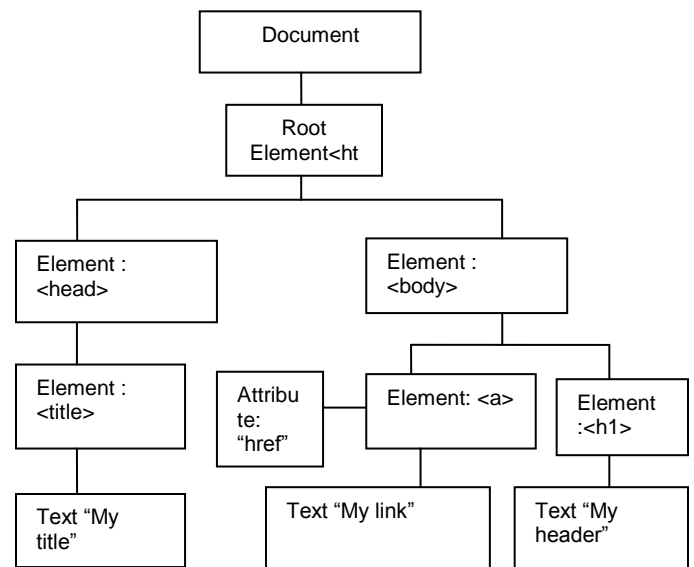 Document
Root
Element<ht
Element :
<head>
Element :
<body>
Element :
<title>
Attribu
te:
“href”
Element: <a>
Element
:<h1>
Text “My
title”
Text “My link”
Text “My
header”